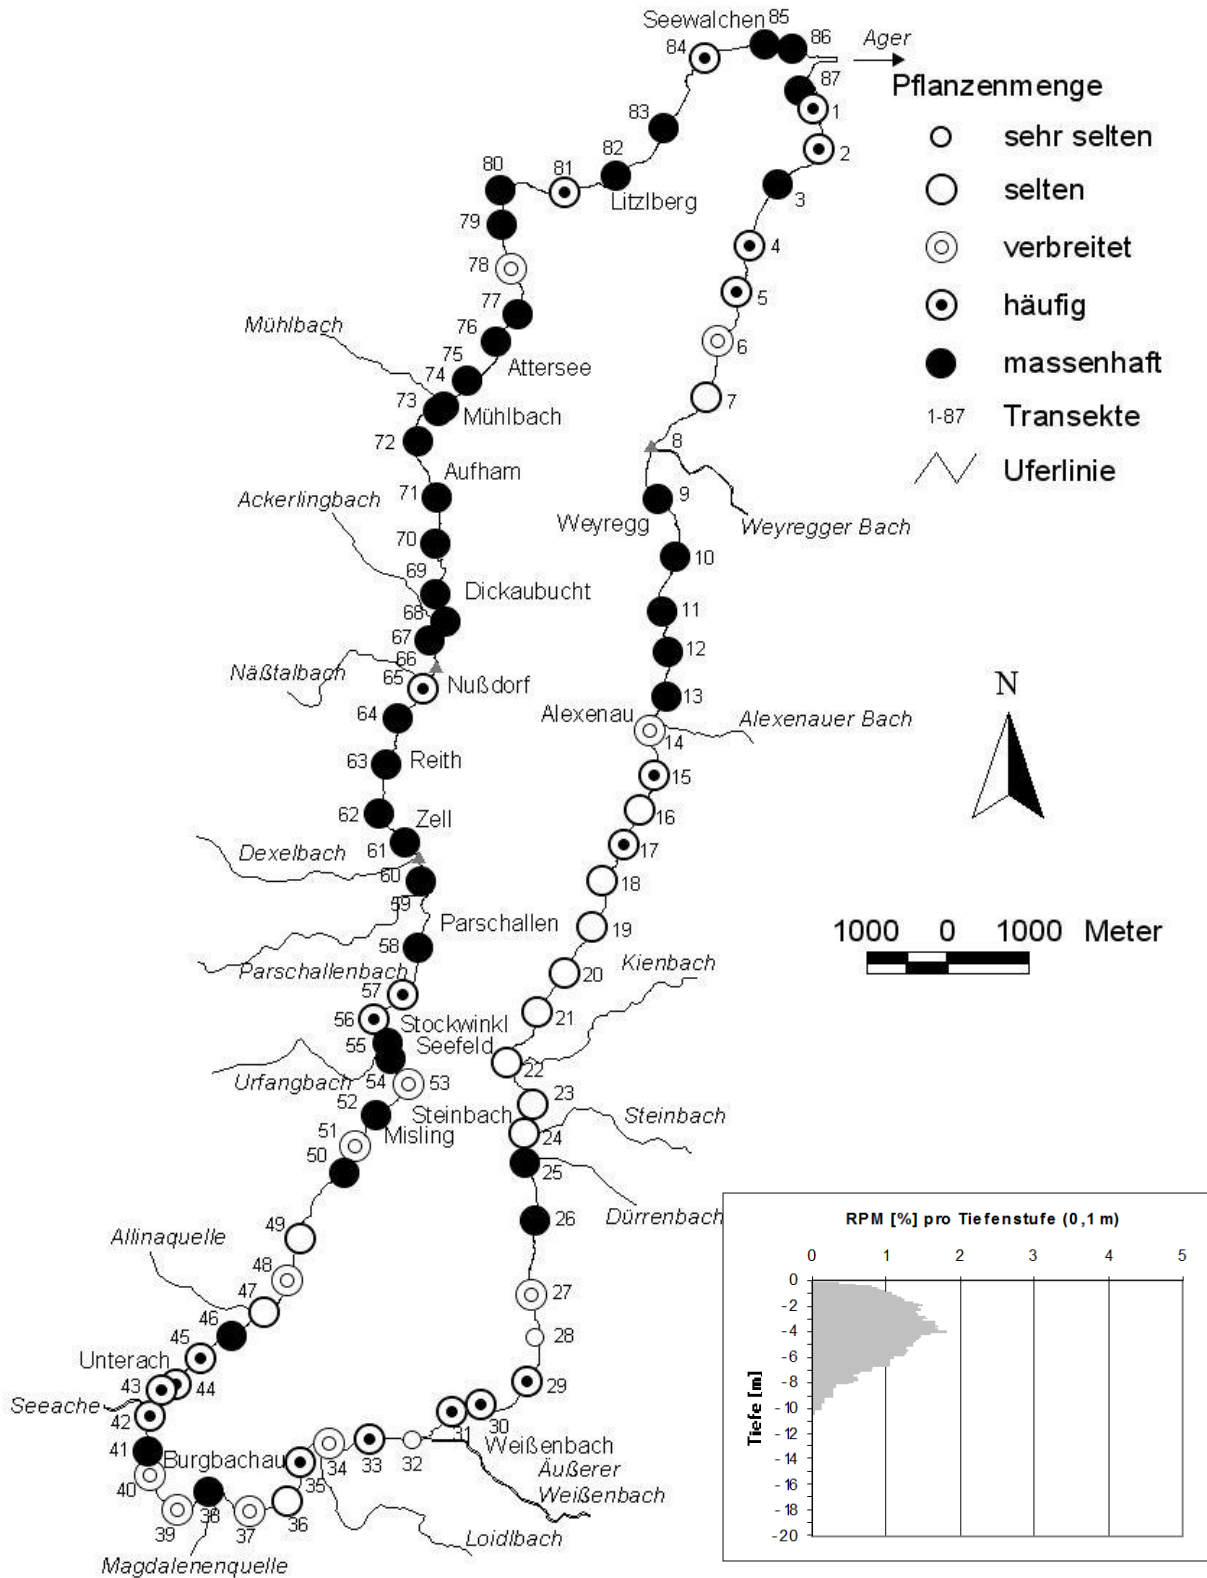 Seewalchen
85
86
84
Ager
87
Pflanzenmenge
1
sehr selten
83
2
82
80
81
3
selten
Litzlberg
79
4
verbreitet
78
5
häufig
77
Mühlbach
76
6
75
Attersee
massenhaft
74
7
73
Mühlbach
1-87
Transekte
72
8
Aufham
Uferlinie
71
Ackerlingbach
9
Weyregg
Weyregger Bach
70
10
69
Dickaubucht
68
11
67
66
12
Näßtalbach
65
Nußdorf
N
13
64
Alexenau
Alexenauer Bach
14
63
Reith
15
62
Zell
16
61
Dexelbach
17
60
18
59
Parschallen
19
1000
0
1000
Meter
58
Parschallenbach
20
Kienbach
57
21
56
Stockwinkl
55
Seefeld
22
Urfangbach
54
53
23
52
Steinbach
Steinbach
Misling
24
51
50
25
Dürrenbach
26
49
Allinaquelle
48
27
47
46
28
45
Unterach
44
43
29
Seeache
42
30
31
41
Burgbachau
Weißenbach
40
34
33
32
Äußerer
35
Weißenbach
39
38
37
36
Loidlbach
Magdalenenquelle
RPM [%] pro Tiefenstufe (0,1 m)
0
1
2
3
4
5
0
-2
-4
-6
-8
-10
-12
-14
-16
-18
-20
Tiefe [m]